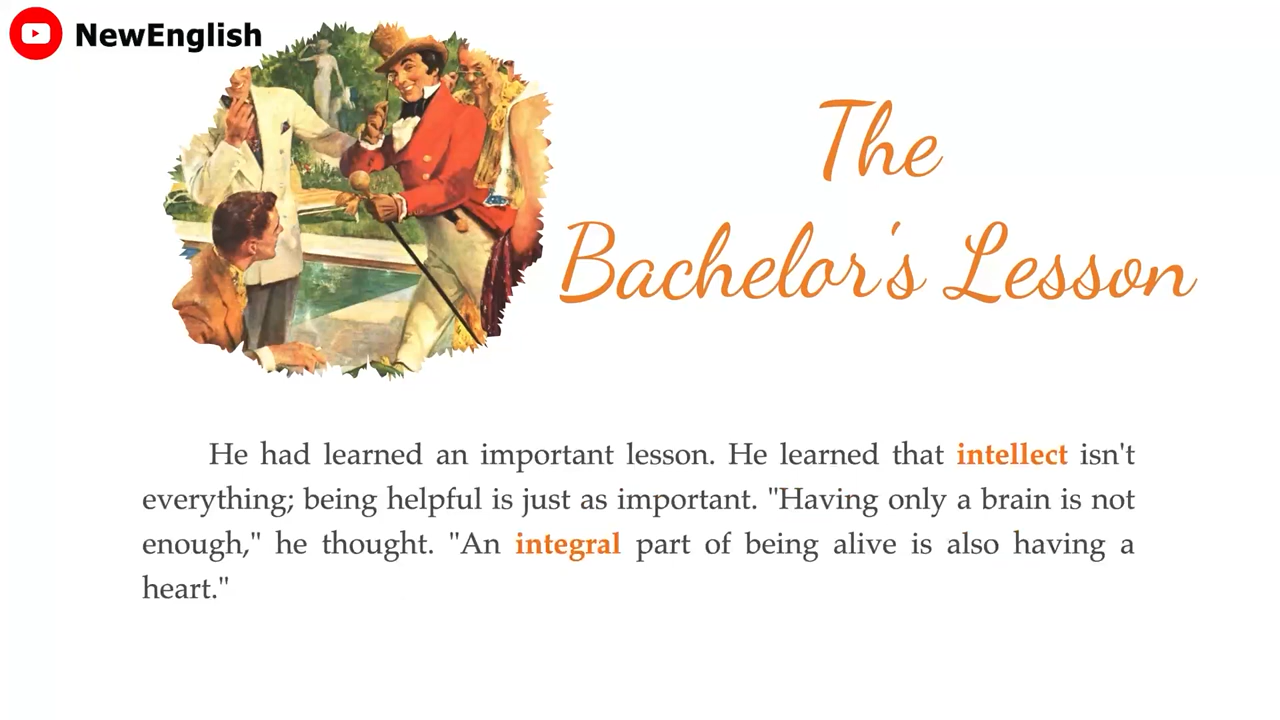 NewEnglish
The
Bachelor's Lesson
He had learned an important lesson. He learned that intellect isn't
everything; being helpful is just as important. "Having only a brain is not
enough," he thought. "An integral part of being alive is also having a
heart."